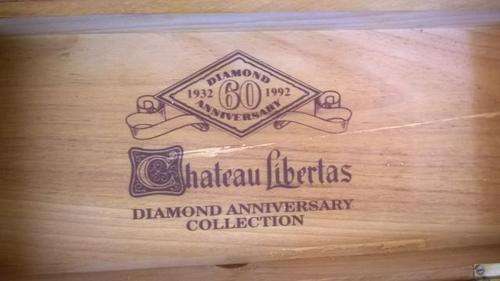 DIAMOND
1932 60 1992
ANNIVERSARY
Chateau Libertas
DIAMOND ANNIVERSARY
COLLECTION